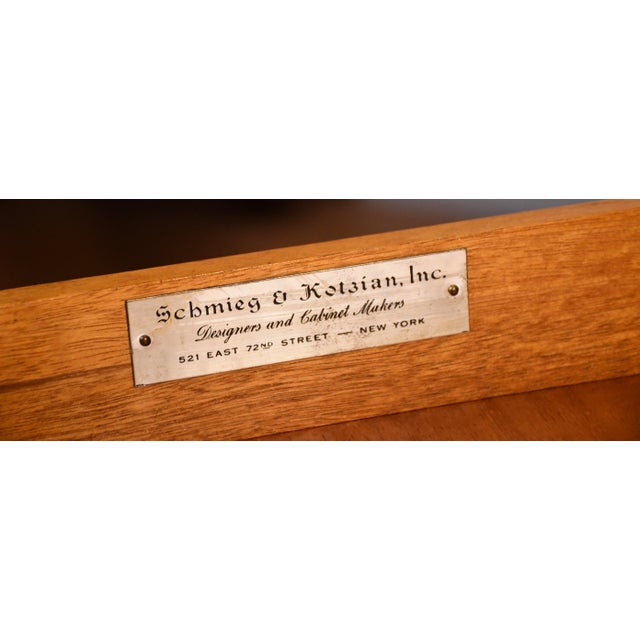 Schmieg & Kotzian, Inc.
Designers and Cabinet Makers
521 EAST 72ND STREET — NEW YORK